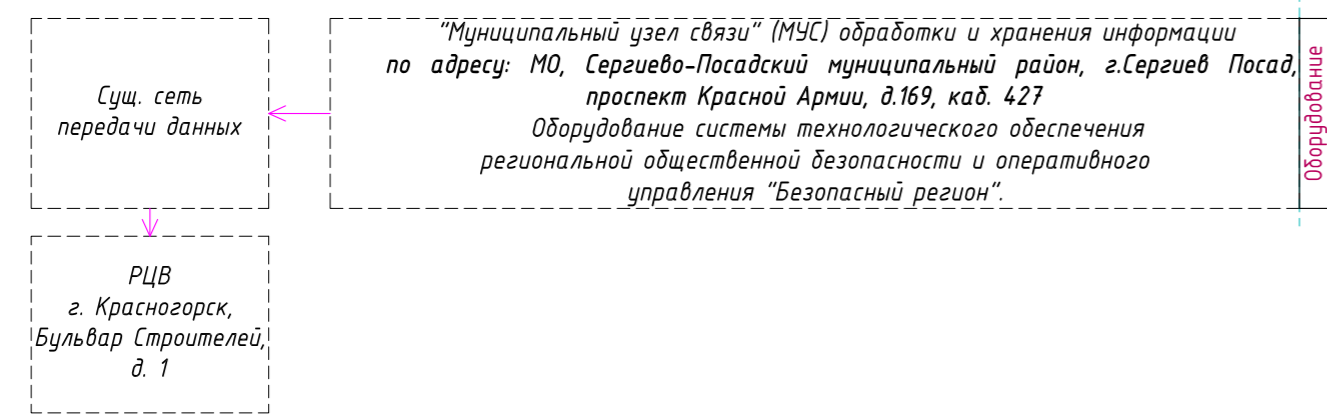 Сущ. сеть
передачи данных
"Муниципальный узел связи" (МУС) обработки и хранения информации
по адресу: МО, Сергиево-Посадский муниципальный район, г.Сергиев Посад,
проспект Красной Армии, д.169, каб. 427
Оборудование системы технологического обеспечения
региональной общественной безопасности и оперативного
управления "Безопасный регион".
Оборудование
РЦВ
г. Красногорск,
Бульвар Строителей,
д. 1